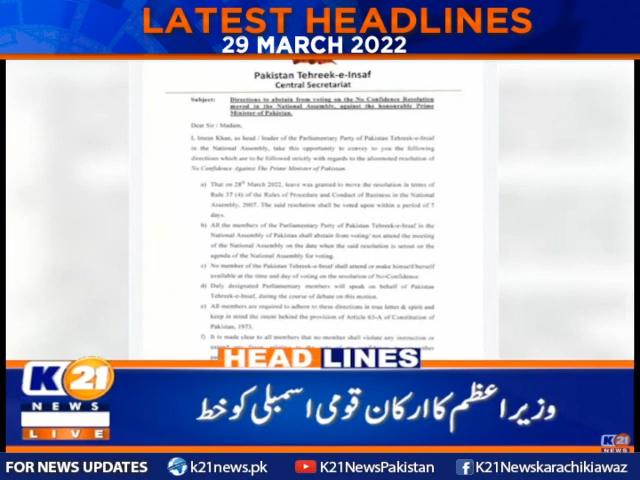 LATEST HEADLINES
29 MARCH 2022
Pakistan Tehreek-e-Insaf
Central Secretariat
Subject: Directions to abstain from voting on the No Confidence Resolution
moved in the National Assembly, against the honourable Prime
Minister of Pakistan.
Dear Sir / Madam,
I, Imran Khan, as head / leader of the Parliamentary Party of Pakistan Tehreek-e-Insaf
in the National Assembly, take this opportunity to convey to you the following
directions which are to be followed strictly with regards to the aforenoted resolution of
No Confidence Against The Prime Minister of Pakistan.
a) That on 28th March 2022, leave was granted to move the resolution in terms of
Rule 37 (4) of the Rules of Procedure and Conduct of Business in the National
Assembly, 2007. The said resolution shall be voted upon within a period of 7
days.
b) All the members of the Parliamentary Party of Pakistan Tehreek-e-Insaf in the
National Assembly of Pakistan shall abstain from voting/ not attend the meeting
of the National Assembly on the date when the said resolution is setout on the
agenda of the National Assembly for voting.
c) No member of the Pakistan Tehreek-e-Insaf shall attend or make himself/herself
available at the time and day of voting on the resolution of No-Confidence.
d) Duly designated Parliamentary members will speak on behalf of Pakistan
Tehreek-e-Insaf, during the course of debate on this motion.
e) All members are required to adhere to these directions in true letter & spirit and
keep in mind the intent behind the provision of Article 63-A of Constitution of
Pakistan, 1973.
f) It is made clear to all members that no member shall violate any instruction or
HEAD LINES
K21
NEWS
LIVE
وزیراعظم کا ارکان قومی اسمبلی کو خط
K21
NEWS
FOR NEWS UPDATES k21news.pk K21NewsPakistan K21Newskarachikiawaz